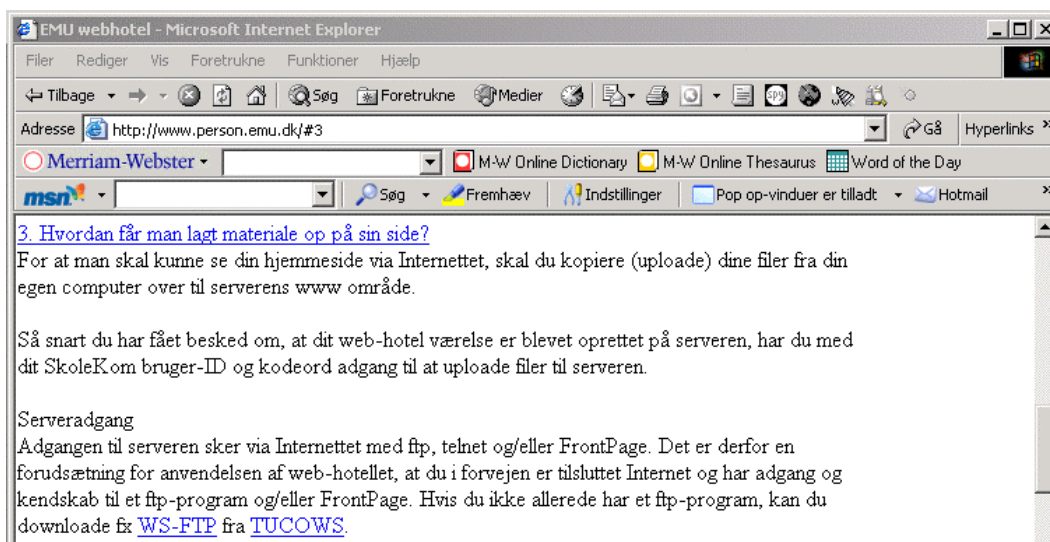 EMU webhotel - Microsoft Internet Explorer
Filer Rediger Vis Foretrukne Funktioner Hjælp
Tilbage Søg Foretrukne Medier SPY
Adresse http://www.person.emu.dk/#3 Gå Hyperlinks »
Merriam-Webster M-W Online Dictionary M-W Online Thesaurus Word of the Day
msn Søg Fremhæv Indstillinger Pop op-vinduer er tilladt Hotmail »
3. Hvordan får man lagt materiale op på sin side?
For at man skal kunne se din hjemmeside via Internettet, skal du kopiere (uploade) dine filer fra din
egen computer over til serverens www område.
Så snart du har fået besked om, at dit web-hotel værelse er blevet oprettet på serveren, har du med
dit SkoleKom bruger-ID og kodeord adgang til at uploade filer til serveren.
Serveradgang
Adgangen til serveren sker via Internettet med ftp, telnet og/eller FrontPage. Det er derfor en
forudsætning for anvendelsen af web-hotellet, at du i forvejen er tilsluttet Internet og har adgang og
kendskab til et ftp-program og/eller FrontPage. Hvis du ikke allerede har et ftp-program, kan du
downloade fx WS-FTP fra TUCOWS.